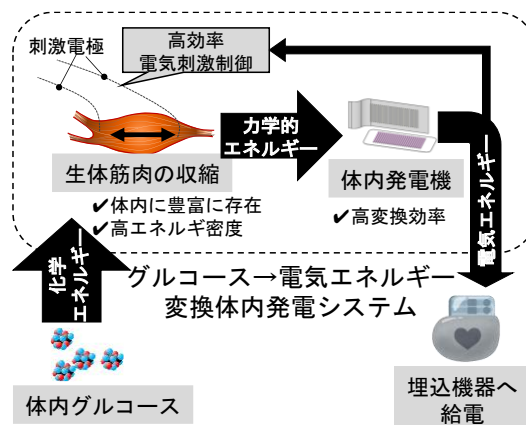 刺激電極
高効率
電気刺激制御
力学的
エネルギー
生体筋肉の収縮
✔体内に豊富に存在
✔高エネルギ密度
体内発電機
✔高変換効率
電気エネルギー
化学
エネルギー
グルコース→電気エネルギー
変換体内発電システム
体内グルコース
埋込機器へ
給電